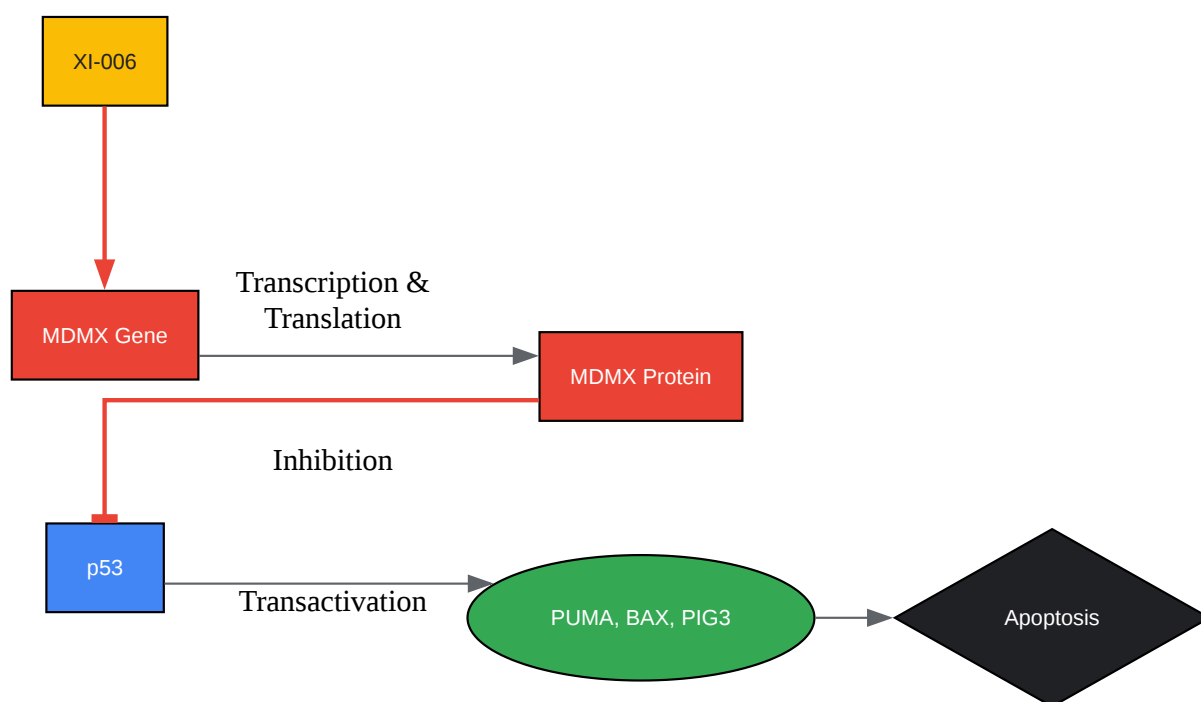 XI-006
Transcription &
Translation
MDMX Gene
MDMX Protein
Inhibition
p53
Transactivation
PUMA, BAX, PIG3
Apoptosis